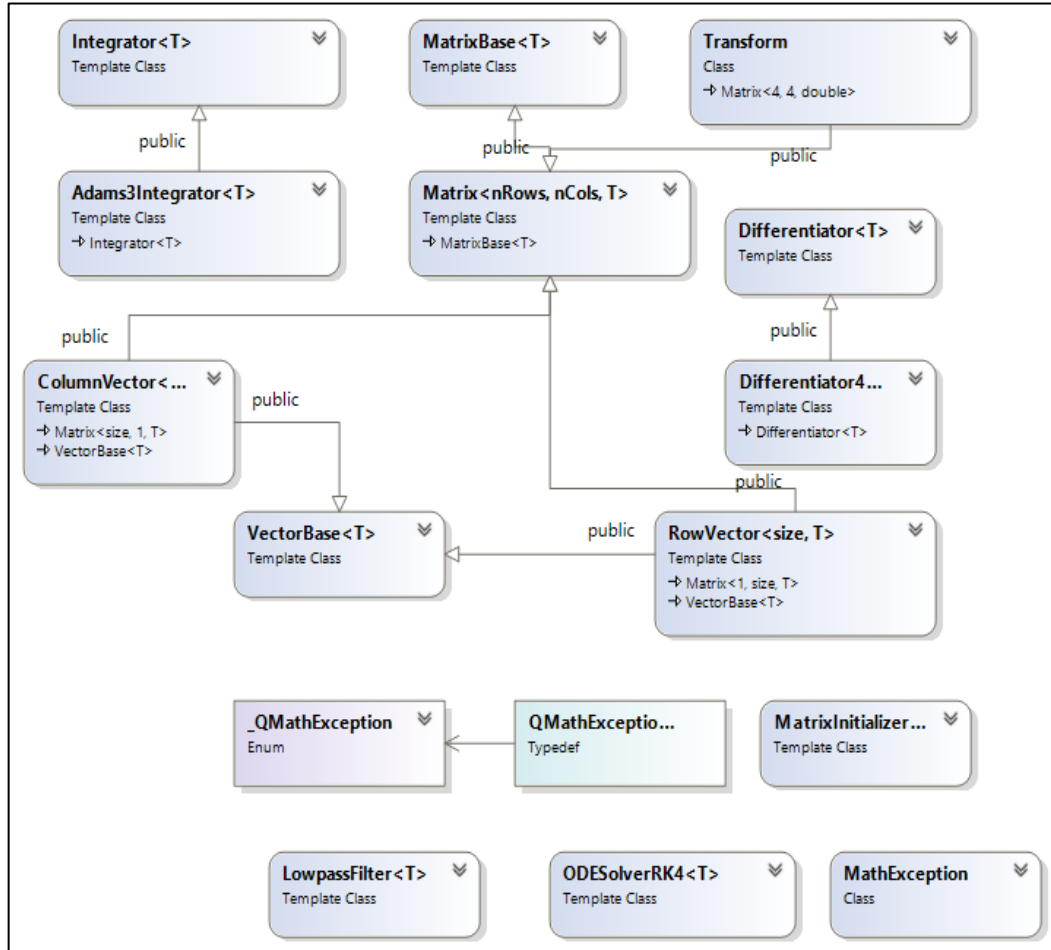 Integrator<T>
Template Class
MatrixBase<T>
Template Class
Transform
Class
Matrix<4, 4, double>
public
public
public
Adams3Integrator<T>
Template Class
Integrator<T>
Matrix<nRows, nCols, T>
Template Class
MatrixBase<T>
Differentiator<T>
Template Class
public
public
ColumnVector<...
Template Class
Matrix<size, 1, T>
VectorBase<T>
public
Differentiator4...
Template Class
Differentiator<T>
public
VectorBase<T>
Template Class
public
RowVector<size, T>
Template Class
Matrix<1, size, T>
VectorBase<T>
_QMathException
Enum
QMathExceptio...
Typedef
MatrixInitializer...
Template Class
LowpassFilter<T>
Template Class
ODESolverRK4<T>
Template Class
MathException
Class